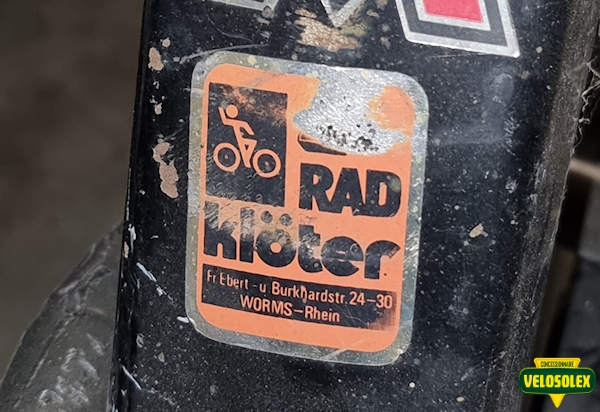 RAD
klöter
Fr Ebert - u Burkhardstr. 24-30
WORMS-Rhein
CONCESSIONNAIRE
VELOSOLEX